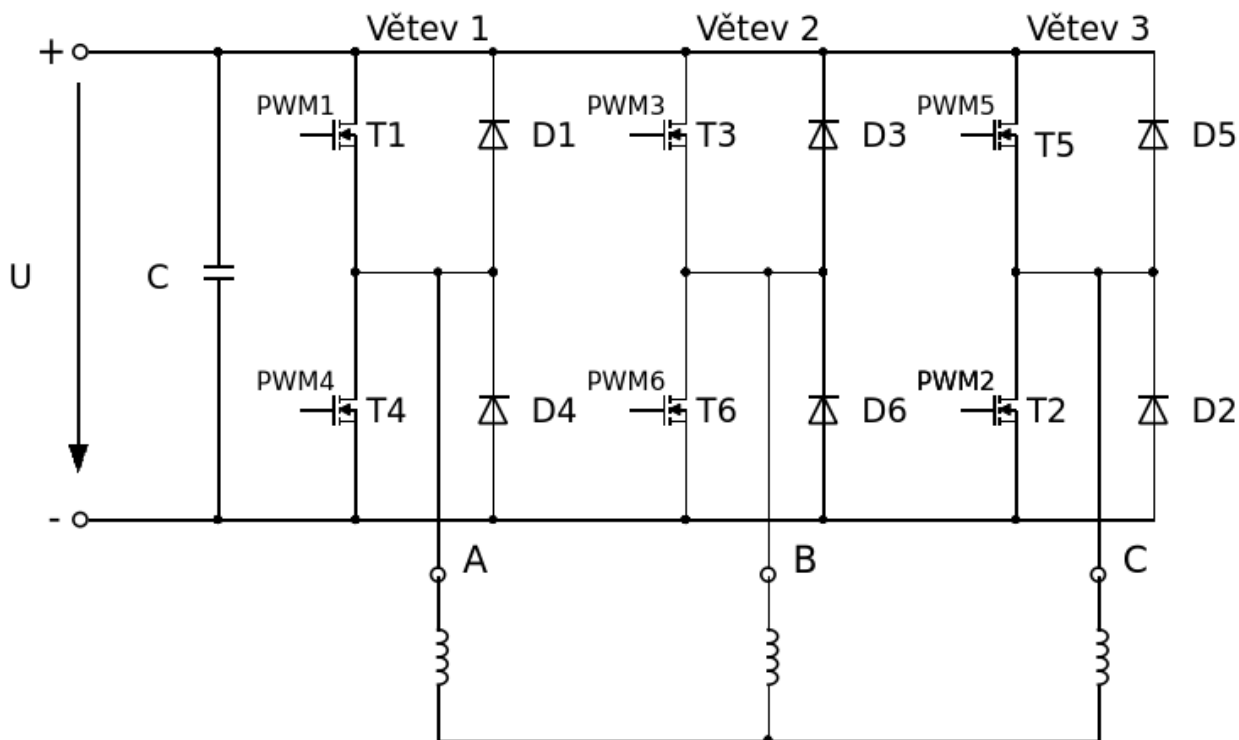 Větev 1 Větev 2 Větev 3
+
PWM1 PWM3 PWM5
T1 D1 T3 D3 T5 D5
U C
PWM4 PWM6 PWM2
T4 D4 T6 D6 T2 D2
-
A B C